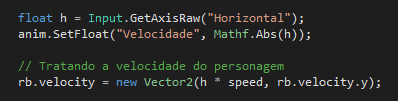 float h = Input.GetAxisRaw("Horizontal");
anim.SetFloat("Velocidade", Mathf.Abs(h));
// Tratando a velocidade do personagem
rb.velocity = new Vector2(h * speed, rb.velocity.y);